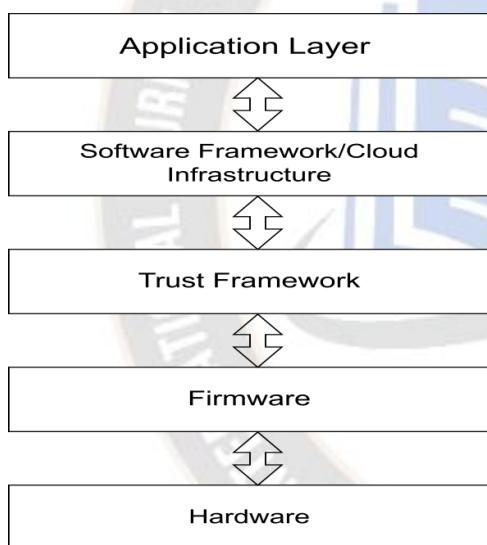 Application Layer
Software Framework/Cloud
Infrastructure
Trust Framework
Firmware
Hardware